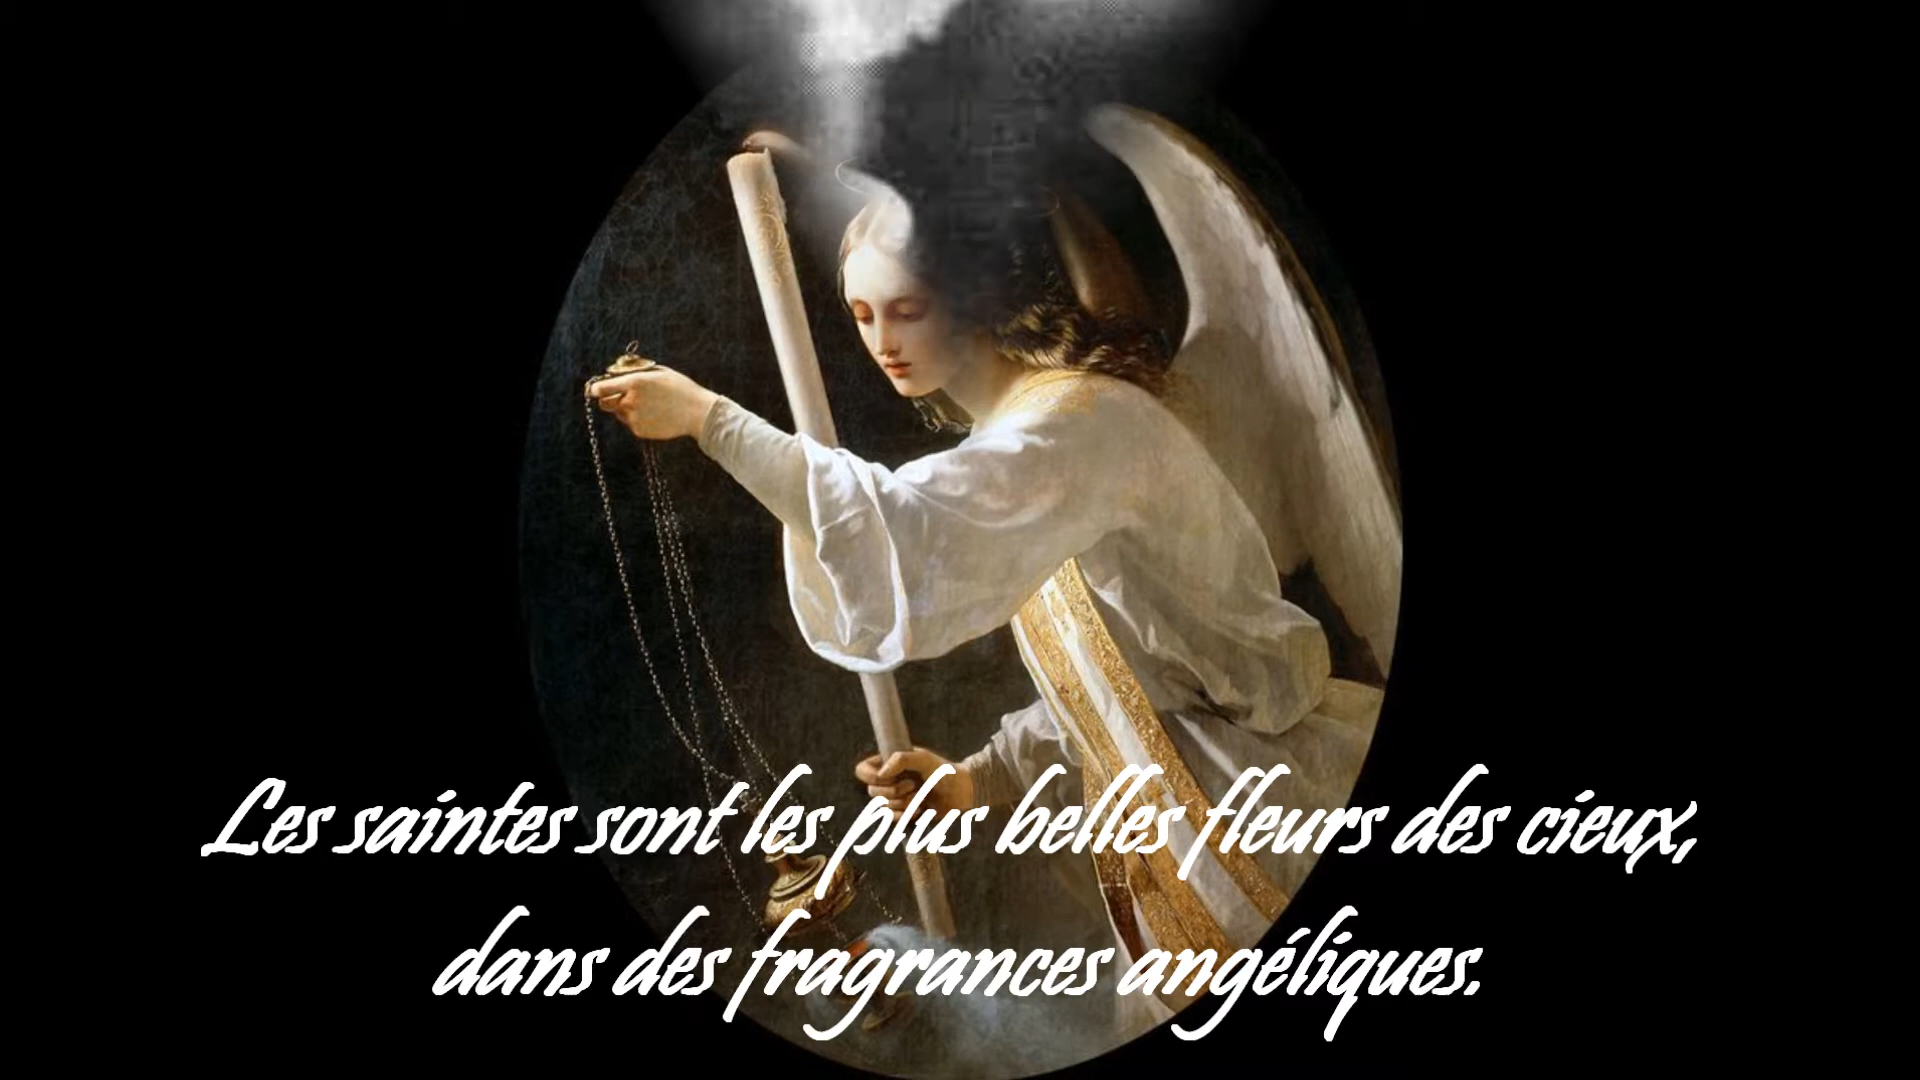 Les saintes sont les plus belles fleurs des cieux,
dans des fragrances angéliques.